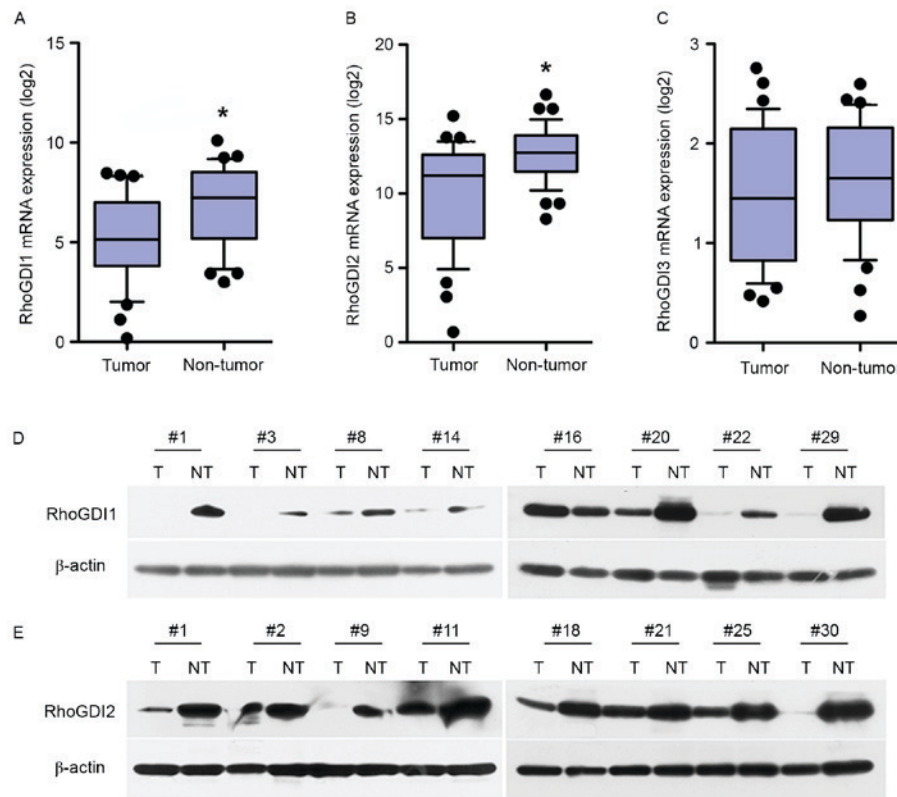 A
RhoGDI1 mRNA expression (log2)
15
10
5
0
*
Tumor
Non-tumor
B
RhoGDI2 mRNA expression (log2)
20
15
10
5
0
*
Tumor
Non-tumor
C
RhoGDI3 mRNA expression (log2)
3
2
1
0
Tumor
Non-tumor
D
#1 #3 #8 #14 #16 #20 #22 #29
T NT T NT T NT T NT T NT T NT T NT T NT
RhoGDI1
β-actin
E
#1 #2 #9 #11 #18 #21 #25 #30
T NT T NT T NT T NT T NT T NT T NT T NT
RhoGDI2
β-actin